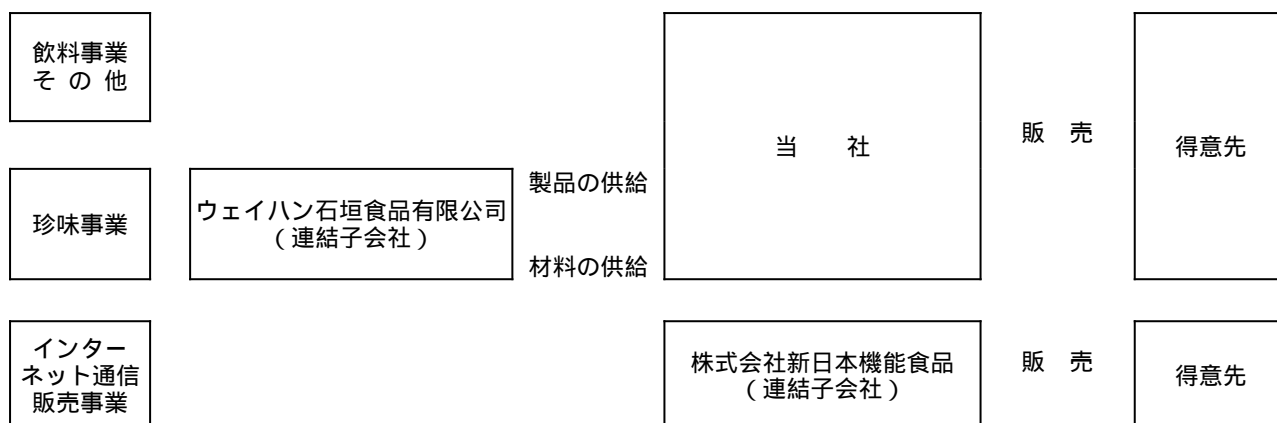 飲料事業
そ の 他
当 社
販 売
得意先
珍味事業
ウェイハン石垣食品有限公司
(連結子会社)
製品の供給
材料の供給
インター
ネット通信
販売事業
株式会社新日本機能食品
(連結子会社)
販 売
得意先